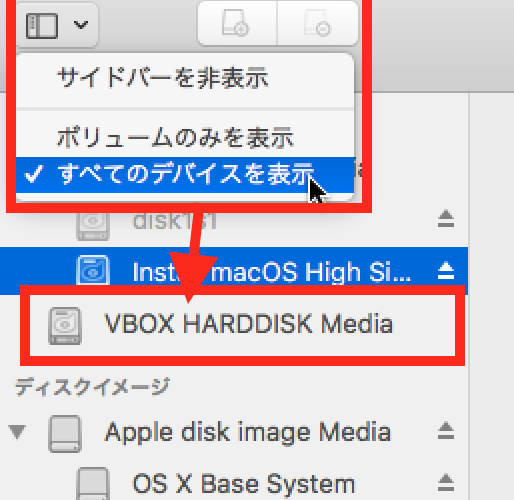 サイドバーを非表示
ボリュームのみを表示
✓ すべてのデバイスを表示
disk1s1
macOS High Si...
VBOX HARDDISK Media
ディスクイメージ
Apple disk image Media
OS X Base System